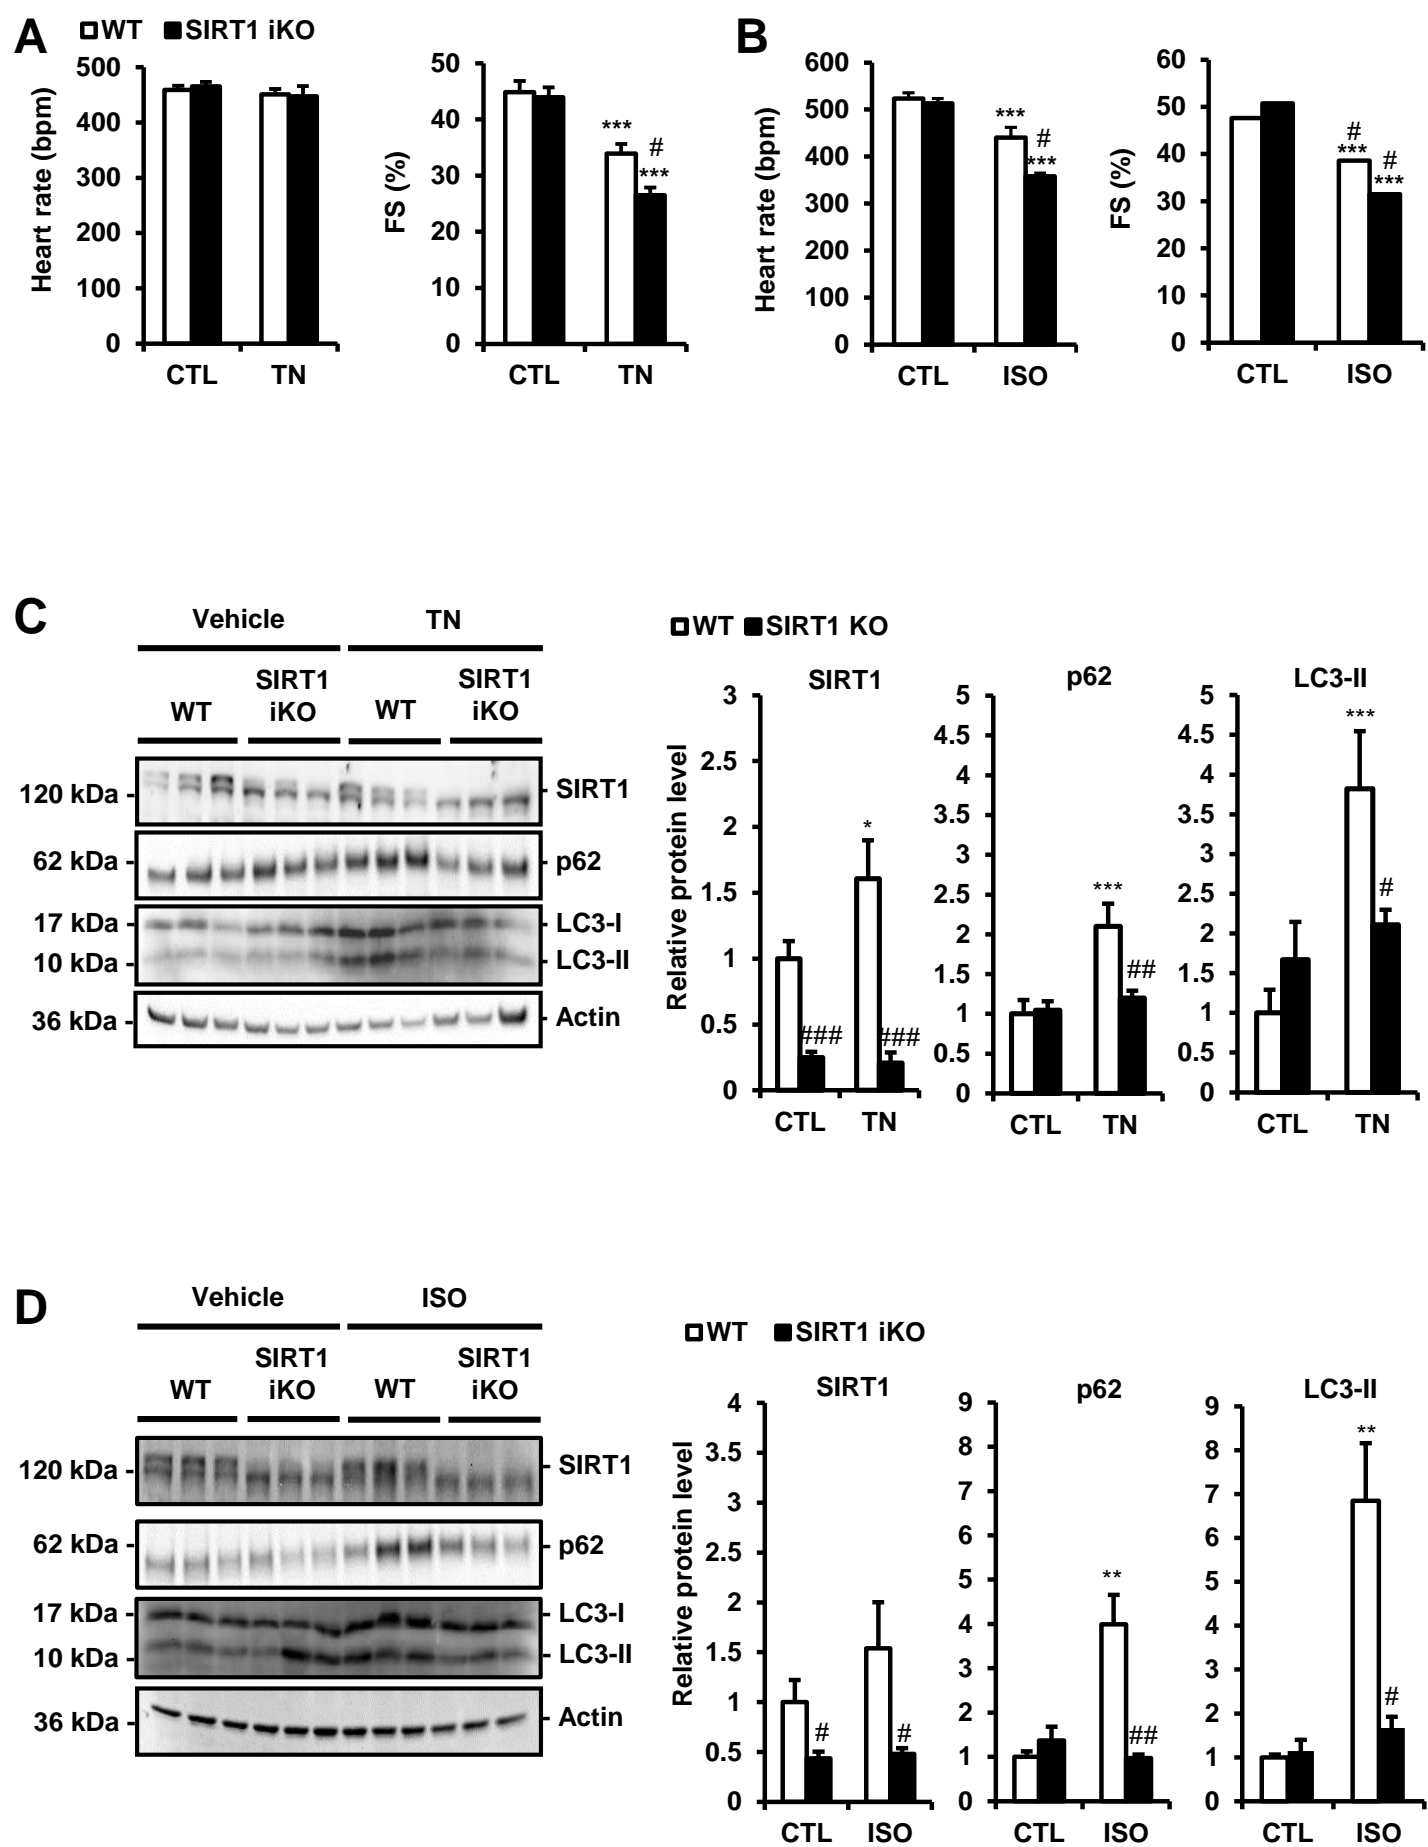 A
WT SIRT1 iKO
Heart rate (bpm)
500
400
300
200
100
0
CTL TN
FS (%)
50
40
30
20
10
0
***
#
***
CTL TN
B
Heart rate (bpm)
600
500
400
300
200
100
0
***
#
***
CTL ISO
FS (%)
60
50
40
30
20
10
0
#
***
#
***
CTL ISO
C
Vehicle TN
WT SIRT1 iKO WT SIRT1 iKO
120 kDa - - SIRT1
62 kDa - - p62
17 kDa - - LC3-I
10 kDa - - LC3-II
36 kDa - - Actin
WT SIRT1 KO
Relative protein level
SIRT1
3
2.5
2
1.5
1
0.5
0
###
*
###
CTL TN
p62
5
4.5
4
3.5
3
2.5
2
1.5
1
0.5
0
***
##
CTL TN
LC3-II
5
4.5
4
3.5
3
2.5
2
1.5
1
0.5
0
***
#
CTL TN
D
Vehicle ISO
WT SIRT1 iKO WT SIRT1 iKO
120 kDa - - SIRT1
62 kDa - - p62
17 kDa - - LC3-I
10 kDa - - LC3-II
36 kDa - - Actin
WT SIRT1 iKO
Relative protein level
SIRT1
4
3.5
3
2.5
2
1.5
1
0.5
0
#
#
CTL ISO
p62
9
8
7
6
5
4
3
2
1
0
**
##
CTL ISO
LC3-II
9
8
7
6
5
4
3
2
1
0
**
#
CTL ISO